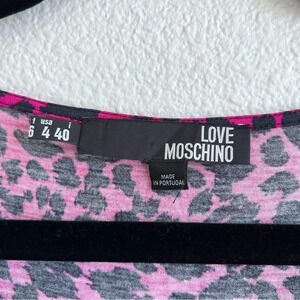 f usa i
6 4 40
LOVE
MOSCHINO
MADE
IN PORTUGAL